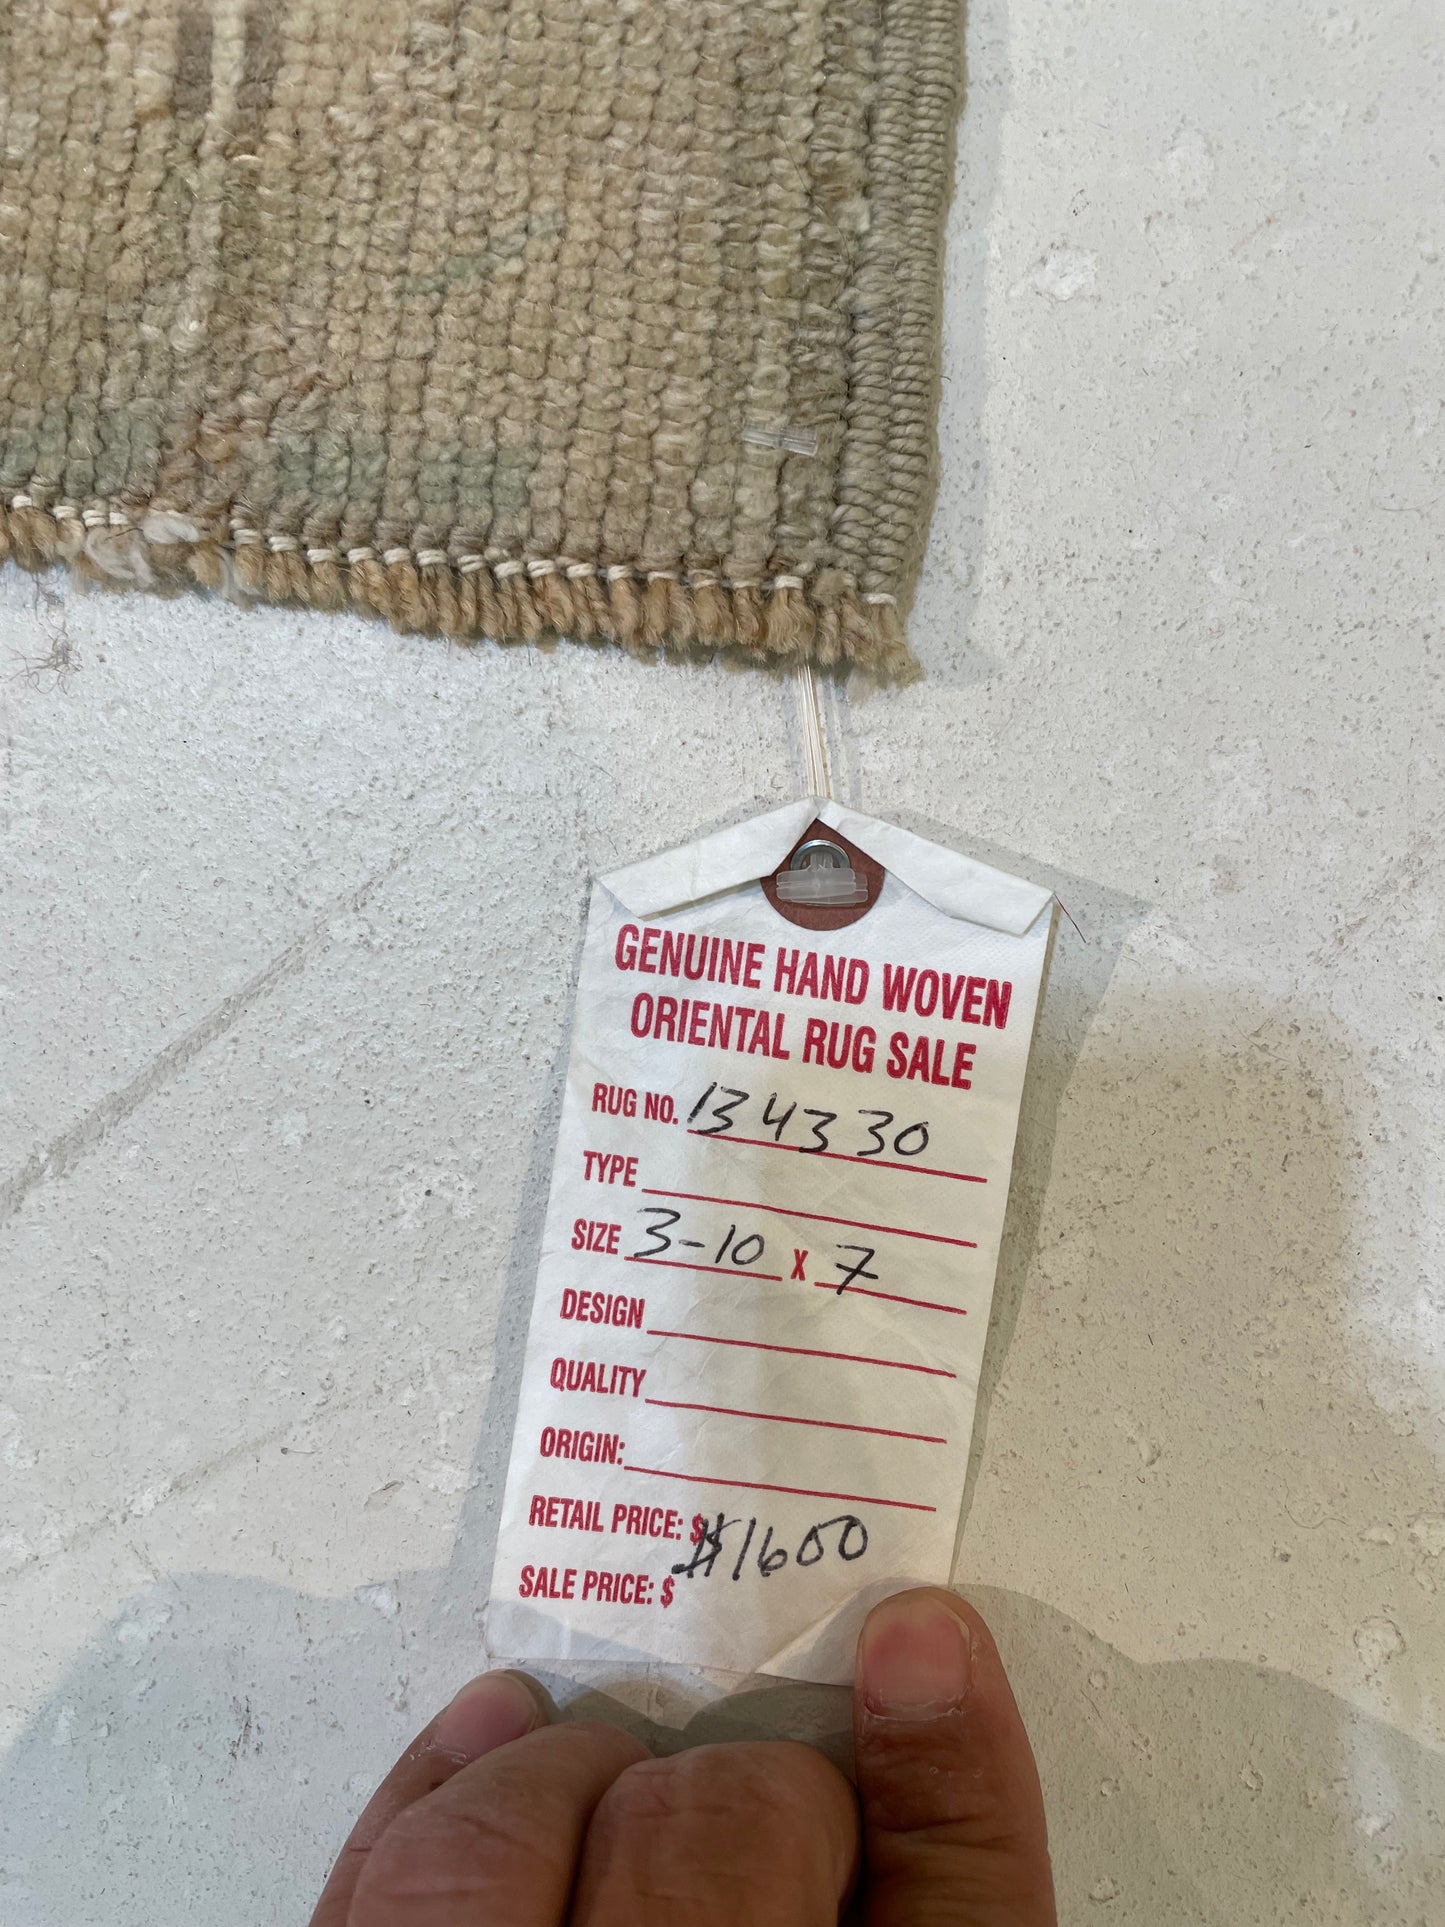 GENUINE HAND WOVEN
ORIENTAL RUG SALE
RUG NO. 134330
TYPE
SIZE 3-10 X 7
DESIGN
QUALITY
ORIGIN:
RETAIL PRICE: $ $1600
SALE PRICE: $